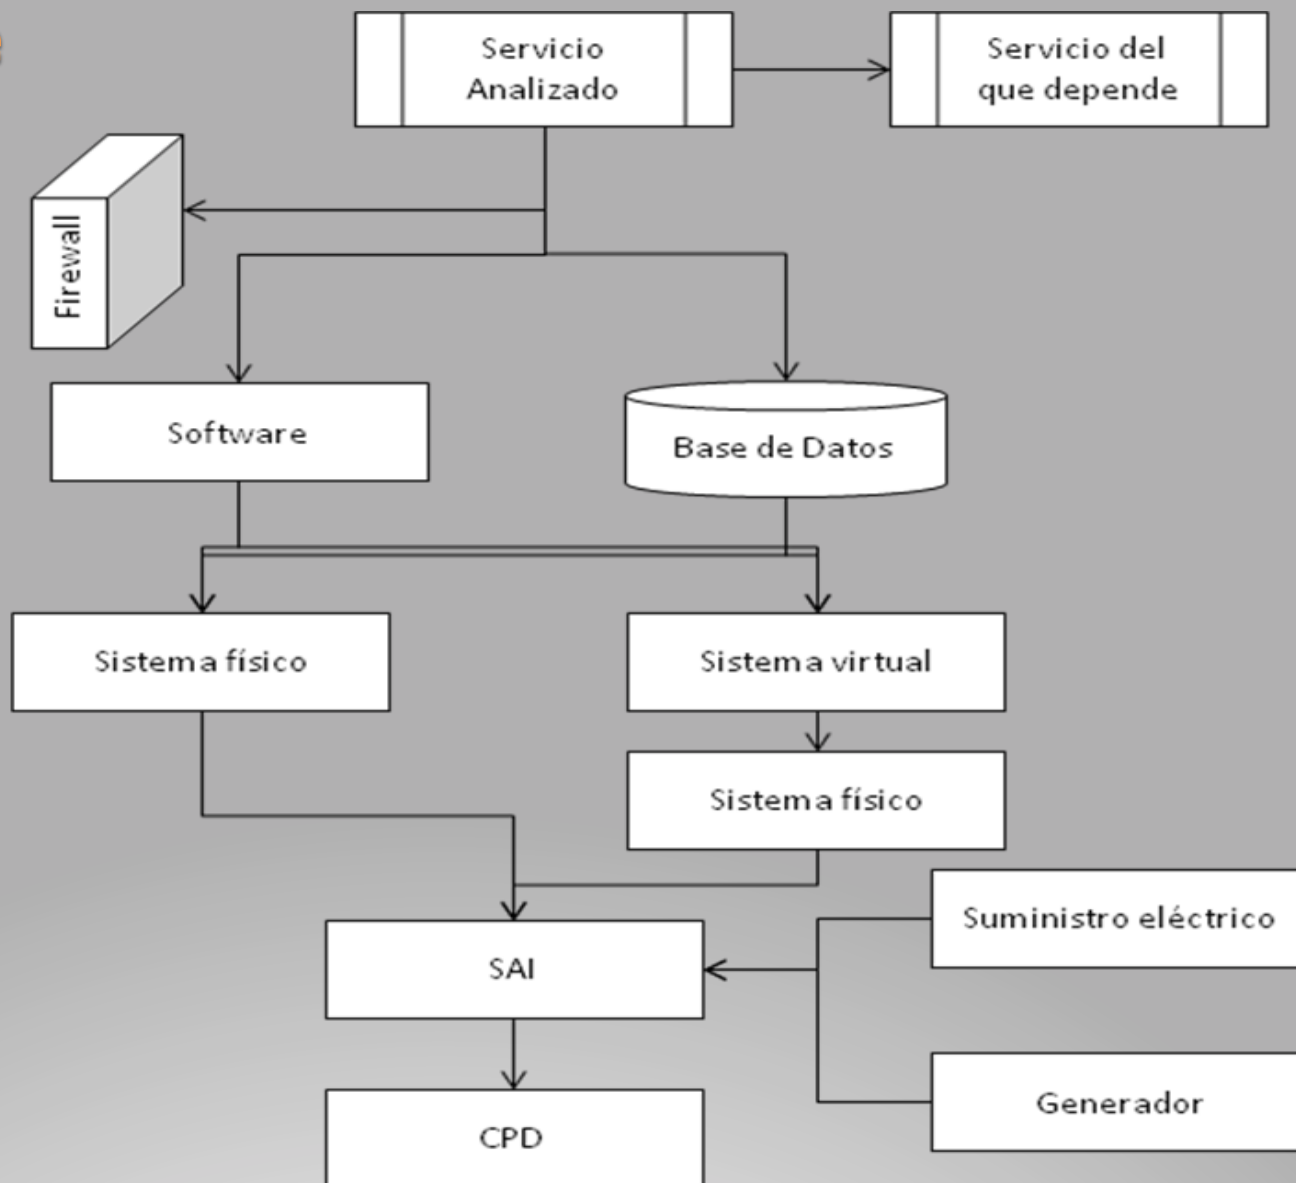 Servicio
Analizado
Servicio del
que depende
Firewall
Software
Base de Datos
Sistema físico
Sistema virtual
Sistema físico
Suministro eléctrico
SAI
Generador
CPD